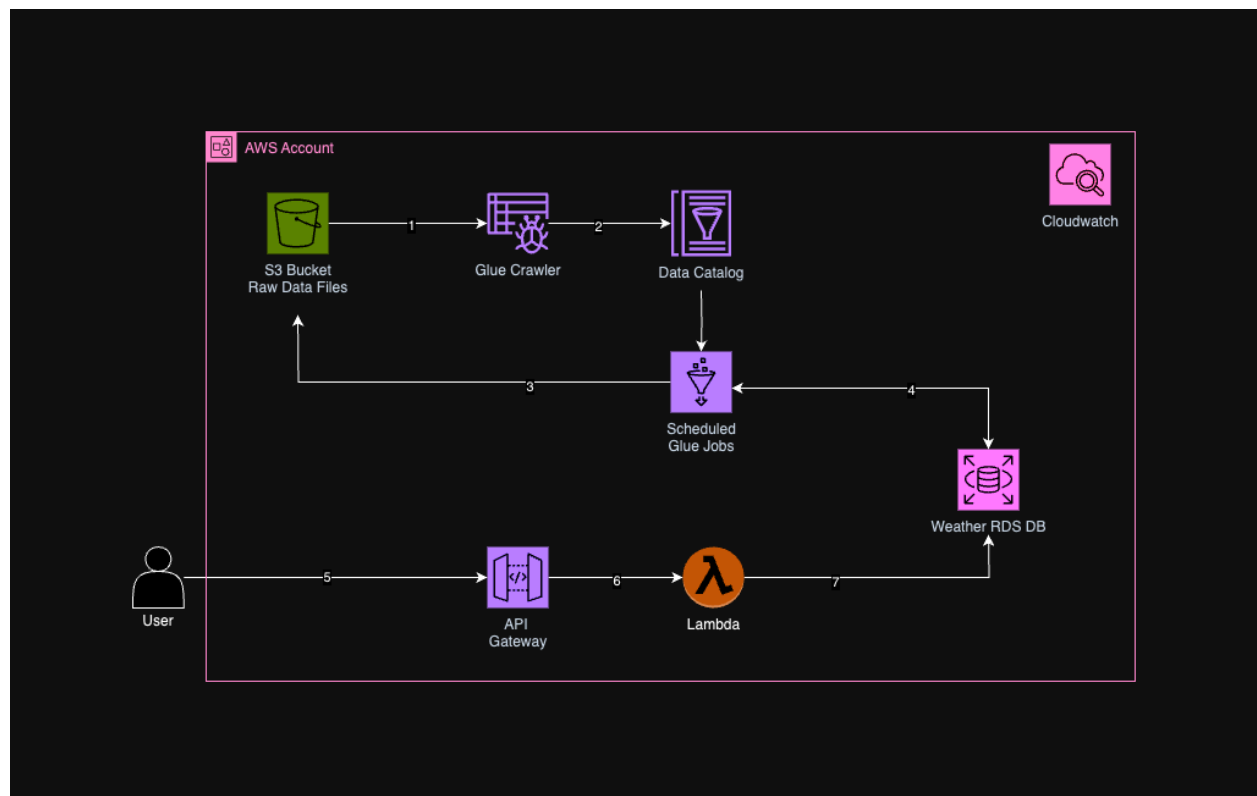 AWS Account
Cloudwatch
1
2
S3 Bucket
Raw Data Files
Glue Crawler
Data Catalog
3
4
Scheduled
Glue Jobs
Weather RDS DB
5
</>
6
7
User
API
Gateway
Lambda